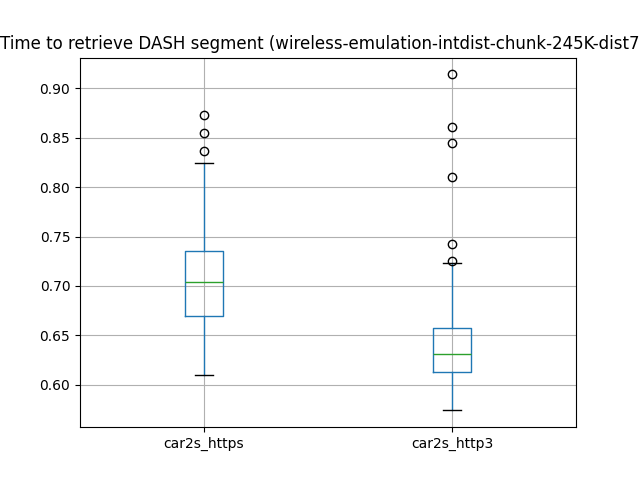 Time to retrieve DASH segment (wireless-emulation-intdist-chunk-245K-dist7
0.90
0.85
0.80
0.75
0.70
0.65
0.60
car2s_https
car2s_http3